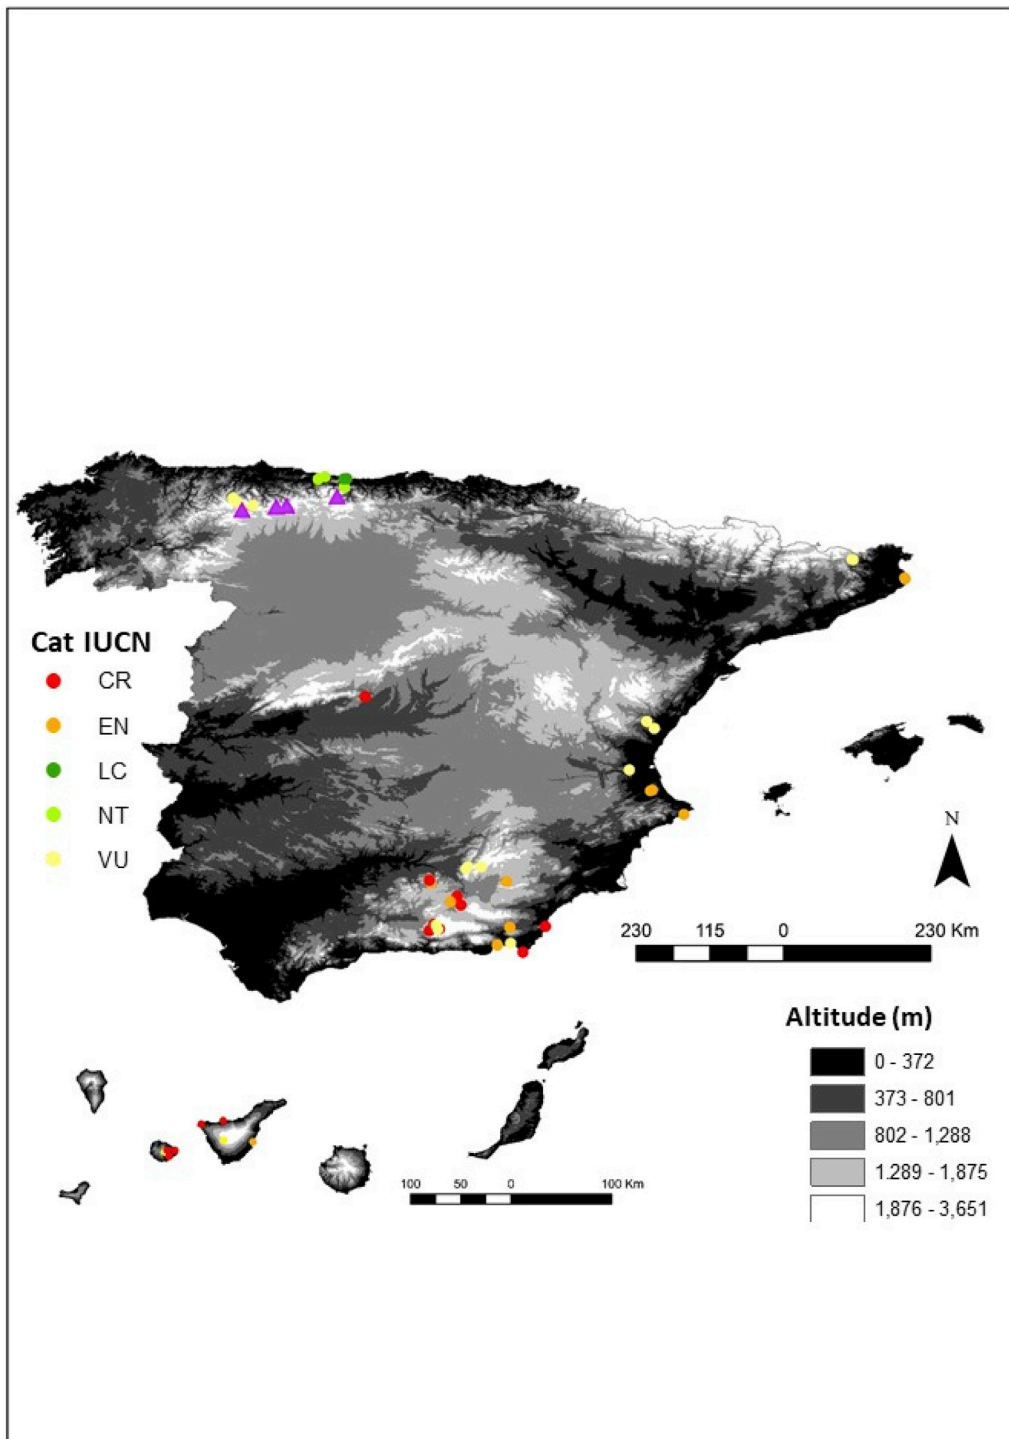 Cat IUCN
CR
EN
LC
NT
VU
N
230 115 0 230 Km
Altitude (m)
0 - 372
373 - 801
802 - 1,288
1.289 - 1,875
1,876 - 3,651
100 50 0 100 Km